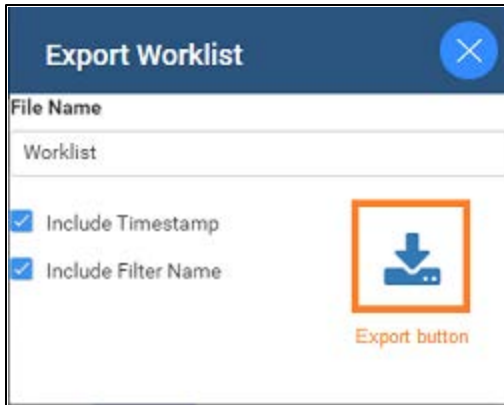 Export Worklist
File Name
Worklist
Include Timestamp
Include Filter Name
Export button